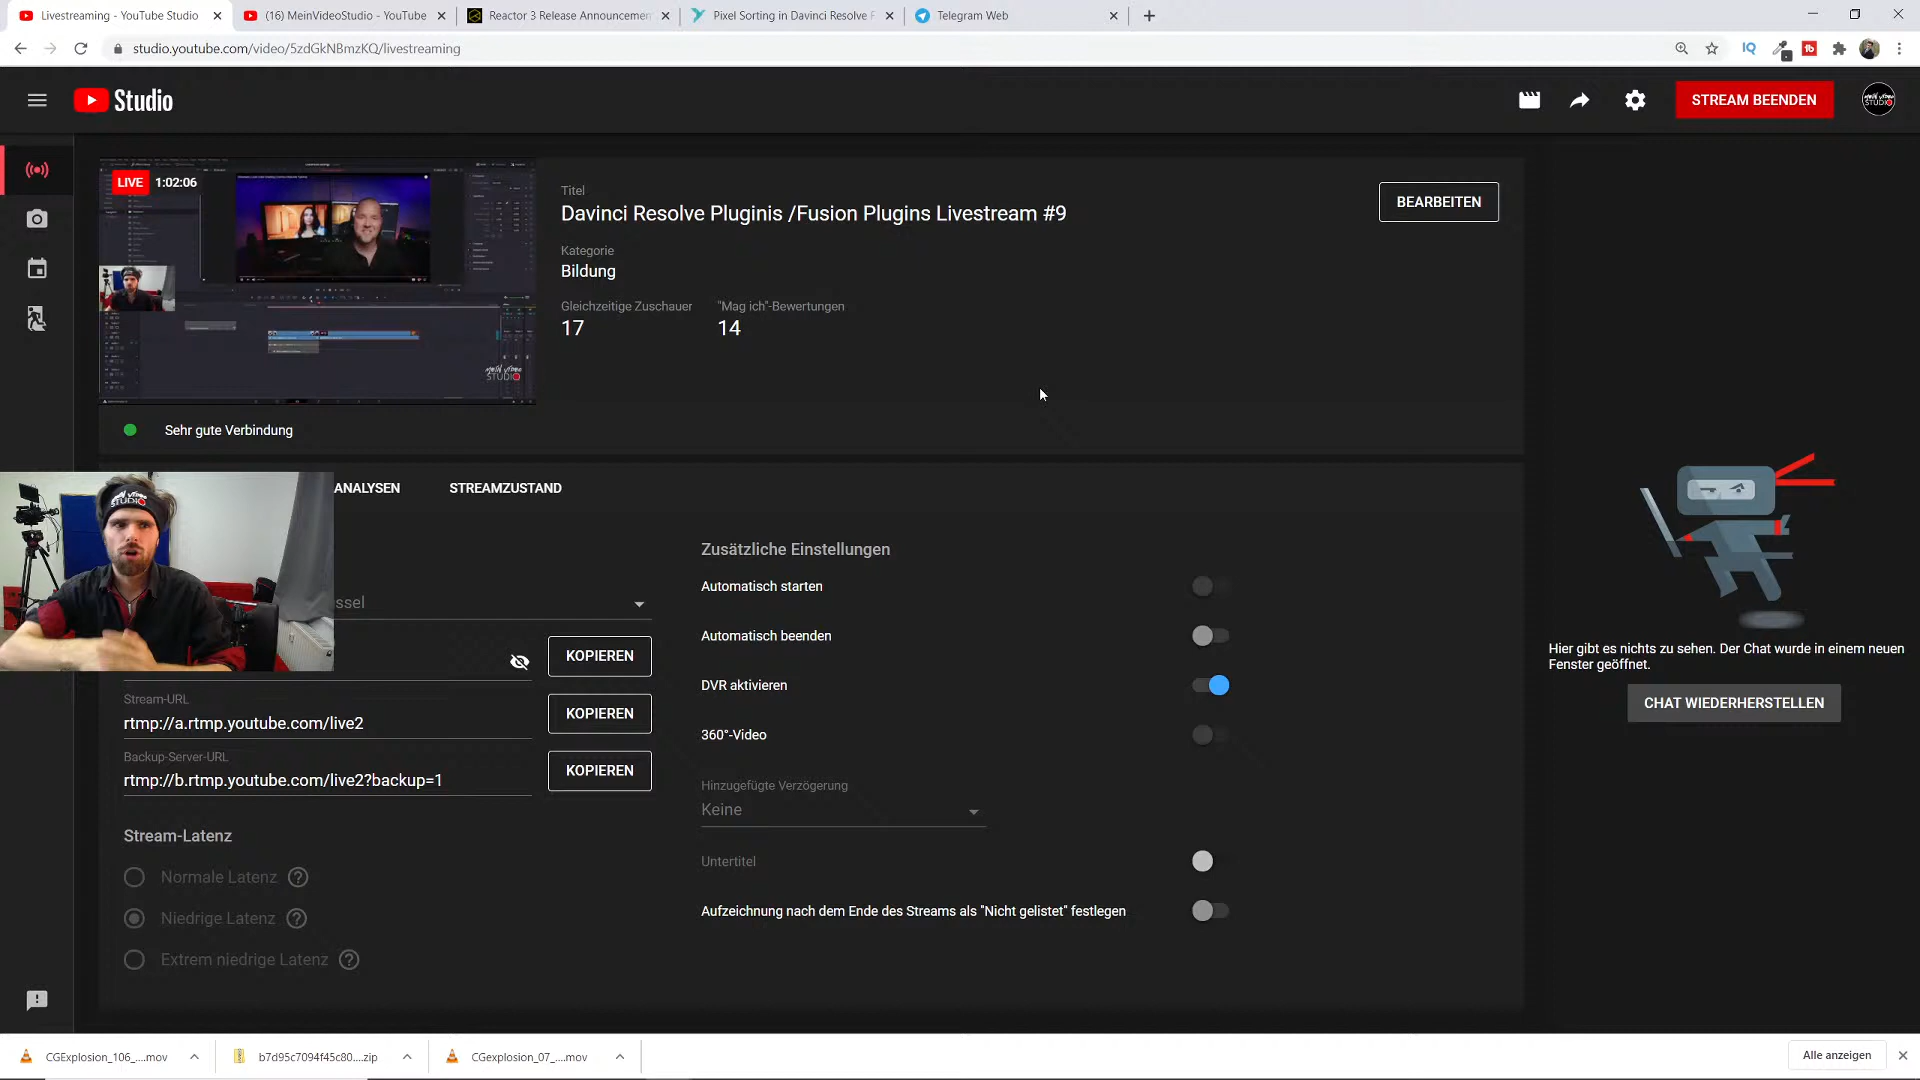 Livestreaming - YouTube Studio
(16) MeinVideoStudio - YouTube
Reactor 3 Release Announcemen
Pixel Sorting in Davinci Resolve F
Telegram Web
studio.youtube.com/video/5zdGkNBmzKQ/livestreaming
IQ
tb
Studio
STREAM BEENDEN
LIVE 1:02:06
Titel
Davinci Resolve Pluginis /Fusion Plugins Livestream #9
BEARBEITEN
Kategorie
Bildung
Gleichzeitige Zuschauer
"Mag ich"-Bewertungen
17
14
Sehr gute Verbindung
ANALYSEN
STREAMZUSTAND
Zusätzliche Einstellungen
Automatisch starten
ssel
Automatisch beenden
KOPIEREN
DVR aktivieren
Stream-URL
rtmp://a.rtmp.youtube.com/live2
KOPIEREN
360°-Video
Backup-Server-URL
rtmp://b.rtmp.youtube.com/live2?backup=1
KOPIEREN
Hinzugefügte Verzögerung
Keine
Stream-Latenz
Normale Latenz
Untertitel
Niedrige Latenz
Aufzeichnung nach dem Ende des Streams als "Nicht gelistet" festlegen
Extrem niedrige Latenz
Hier gibt es nichts zu sehen. Der Chat wurde in einem neuen
Fenster geöffnet.
CHAT WIEDERHERSTELLEN
CGExplosion_106_....mov
b7d95c7094f45c80....zip
CGexplosion_07_....mov
Alle anzeigen